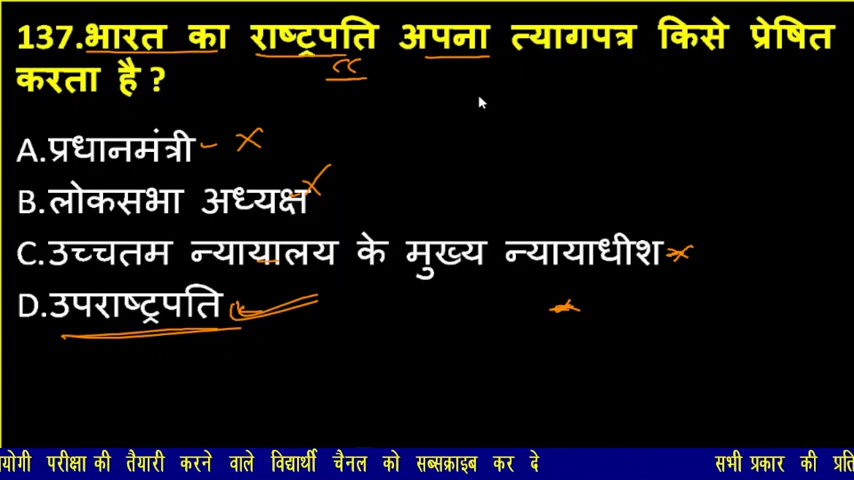 137.भारत का राष्ट्रपति अपना त्यागपत्र किसे प्रेषित
करता है ?
A.प्रधानमंत्री
B.लोकसभा अध्यक्ष
C.उच्चतम न्यायालय के मुख्य न्यायाधीश
D.उपराष्ट्रपति
योगी परीक्षा की तैयारी करने वाले विद्यार्थी चैनल को सब्सक्राइब कर दे सभी प्रकार की प्रति